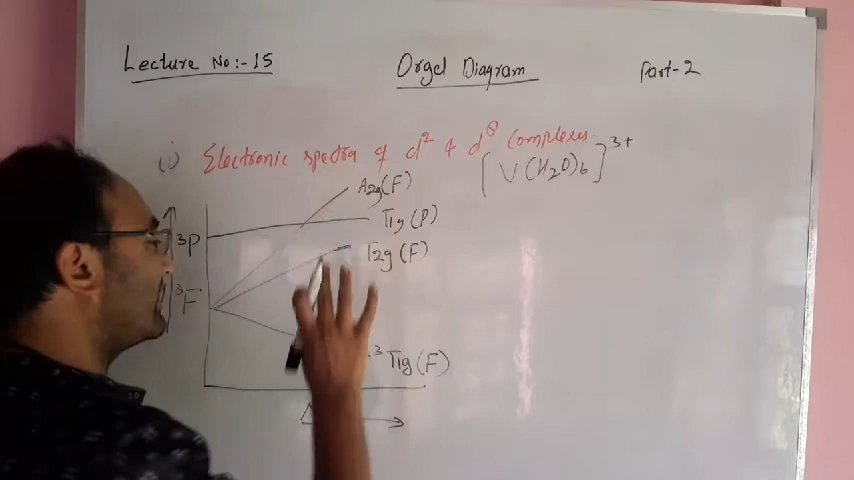 Lecture No:- 15
Orgel Diagram
Part-2
(i) Electronic spectra of d² & d⁸ Complexes.
[V(H₂O)₆]³⁺
A₂g(F)
T₁g(P)
³P
T₂g(F)
³F
³T₁g(F)